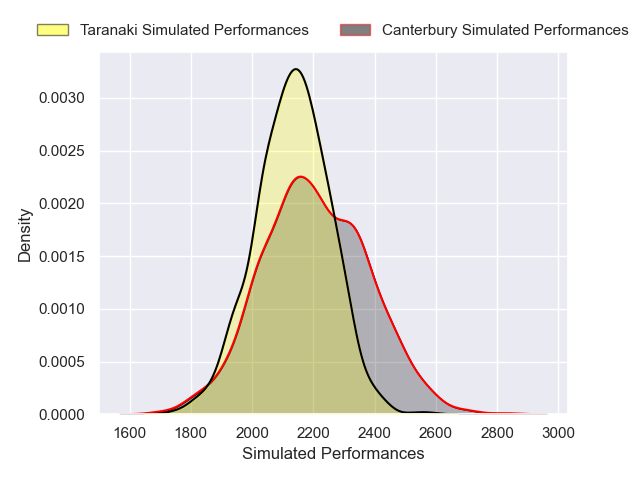 Taranaki Simulated Performances
Canterbury Simulated Performances
0.0030
0.0025
0.0020
0.0015
0.0010
0.0005
0.0000
Density
1600 1800 2000 2200 2400 2600 2800 3000
Simulated Performances